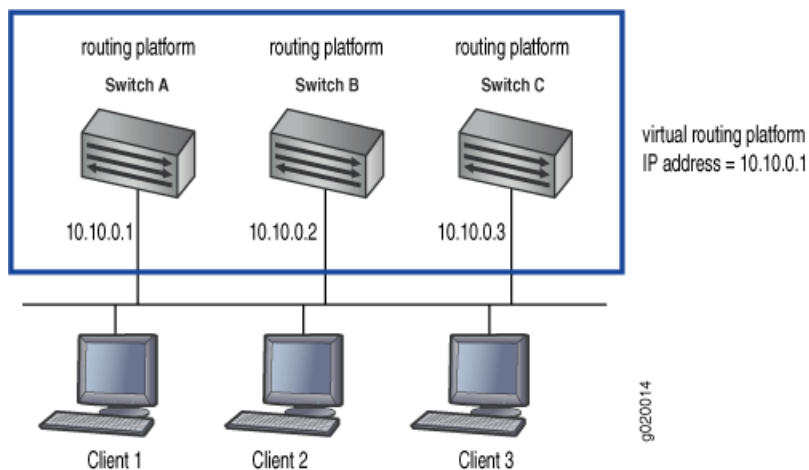 routing platform
Switch A
routing platform
Switch B
routing platform
Switch C
virtual routing platform
IP address = 10.10.0.1
10.10.0.1
10.10.0.2
10.10.0.3
Client 1
Client 2
Client 3
g020014